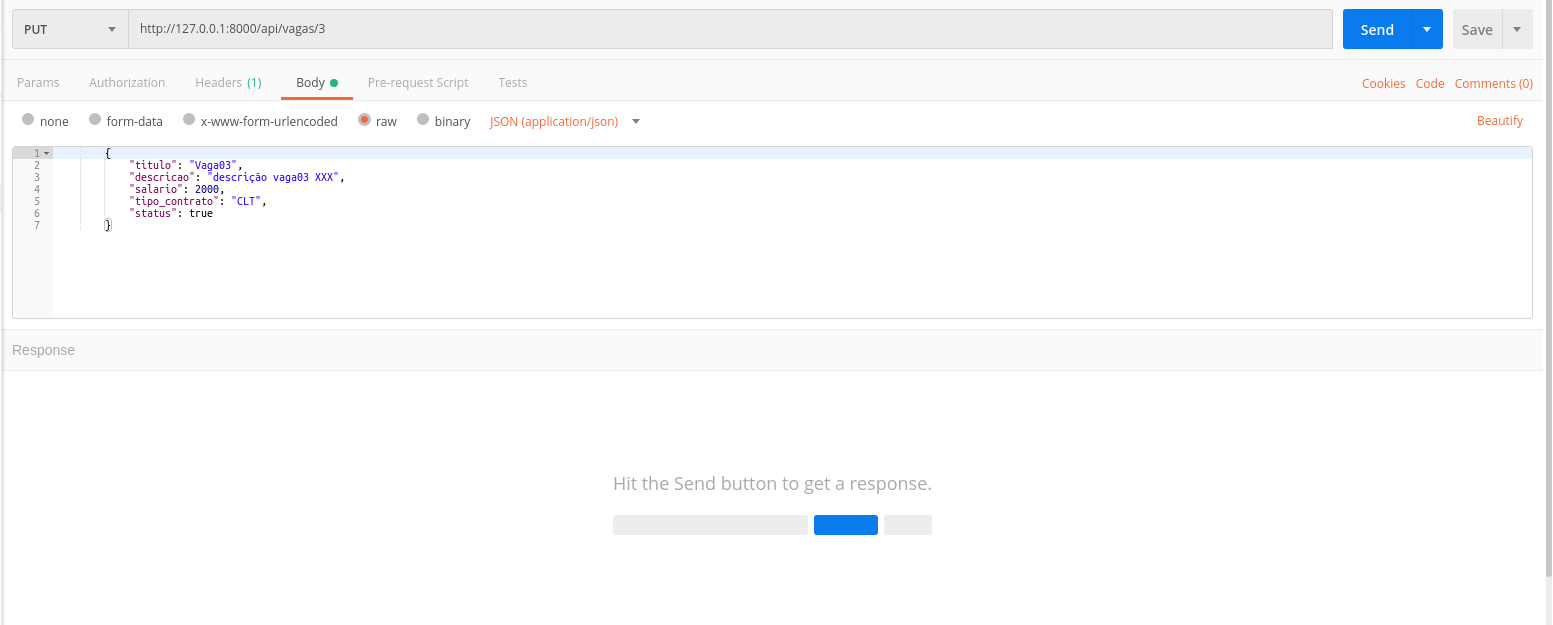 PUT http://127.0.0.1:8000/api/vagas/3 Send Save
Params Authorization Headers (1) Body Pre-request Script Tests Cookies Code Comments (0)
none form-data x-www-form-urlencoded raw binary JSON (application/json) Beautify
1 {
2 "titulo": "Vaga03",
3 "descricao": "descrição vaga03 XXX",
4 "salario": 2000,
5 "tipo_contrato": "CLT",
6 "status": true
7 }
Response
Hit the Send button to get a response.